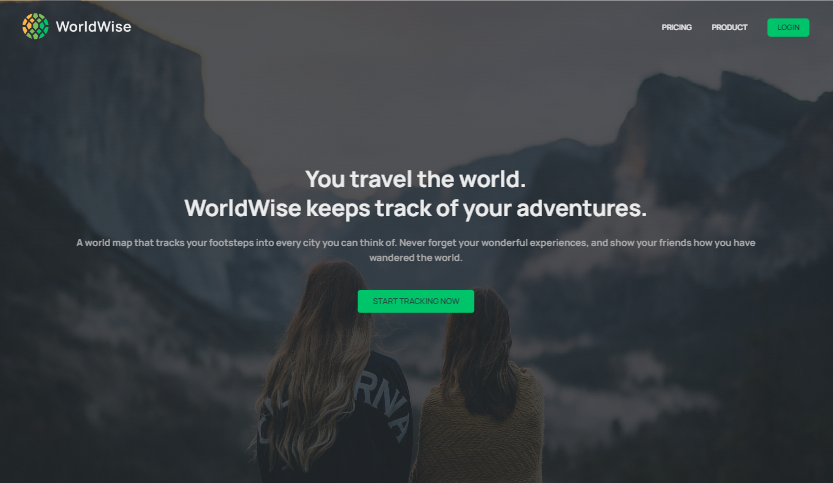 WorldWise
PRICING
PRODUCT
LOGIN
You travel the world.
WorldWise keeps track of your adventures.
A world map that tracks your footsteps into every city you can think of. Never forget your wonderful experiences, and show your friends how you have
wandered the world.
START TRACKING NOW